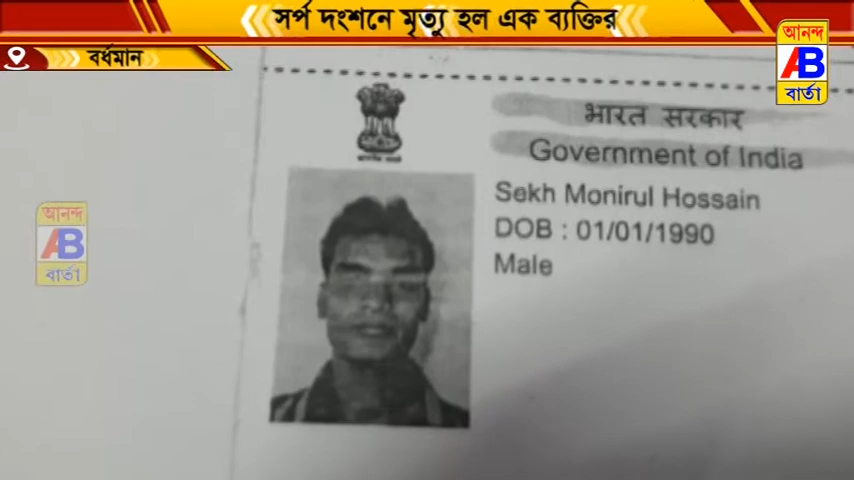 সর্প দংশনে মৃত্যু হল এক ব্যক্তির
বর্ধমান
আনন্দ
AB
বার্তা
भारत सरकार
Government of India
Sekh Monirul Hossain
DOB : 01/01/1990
Male
আনন্দ
AB
বার্তা